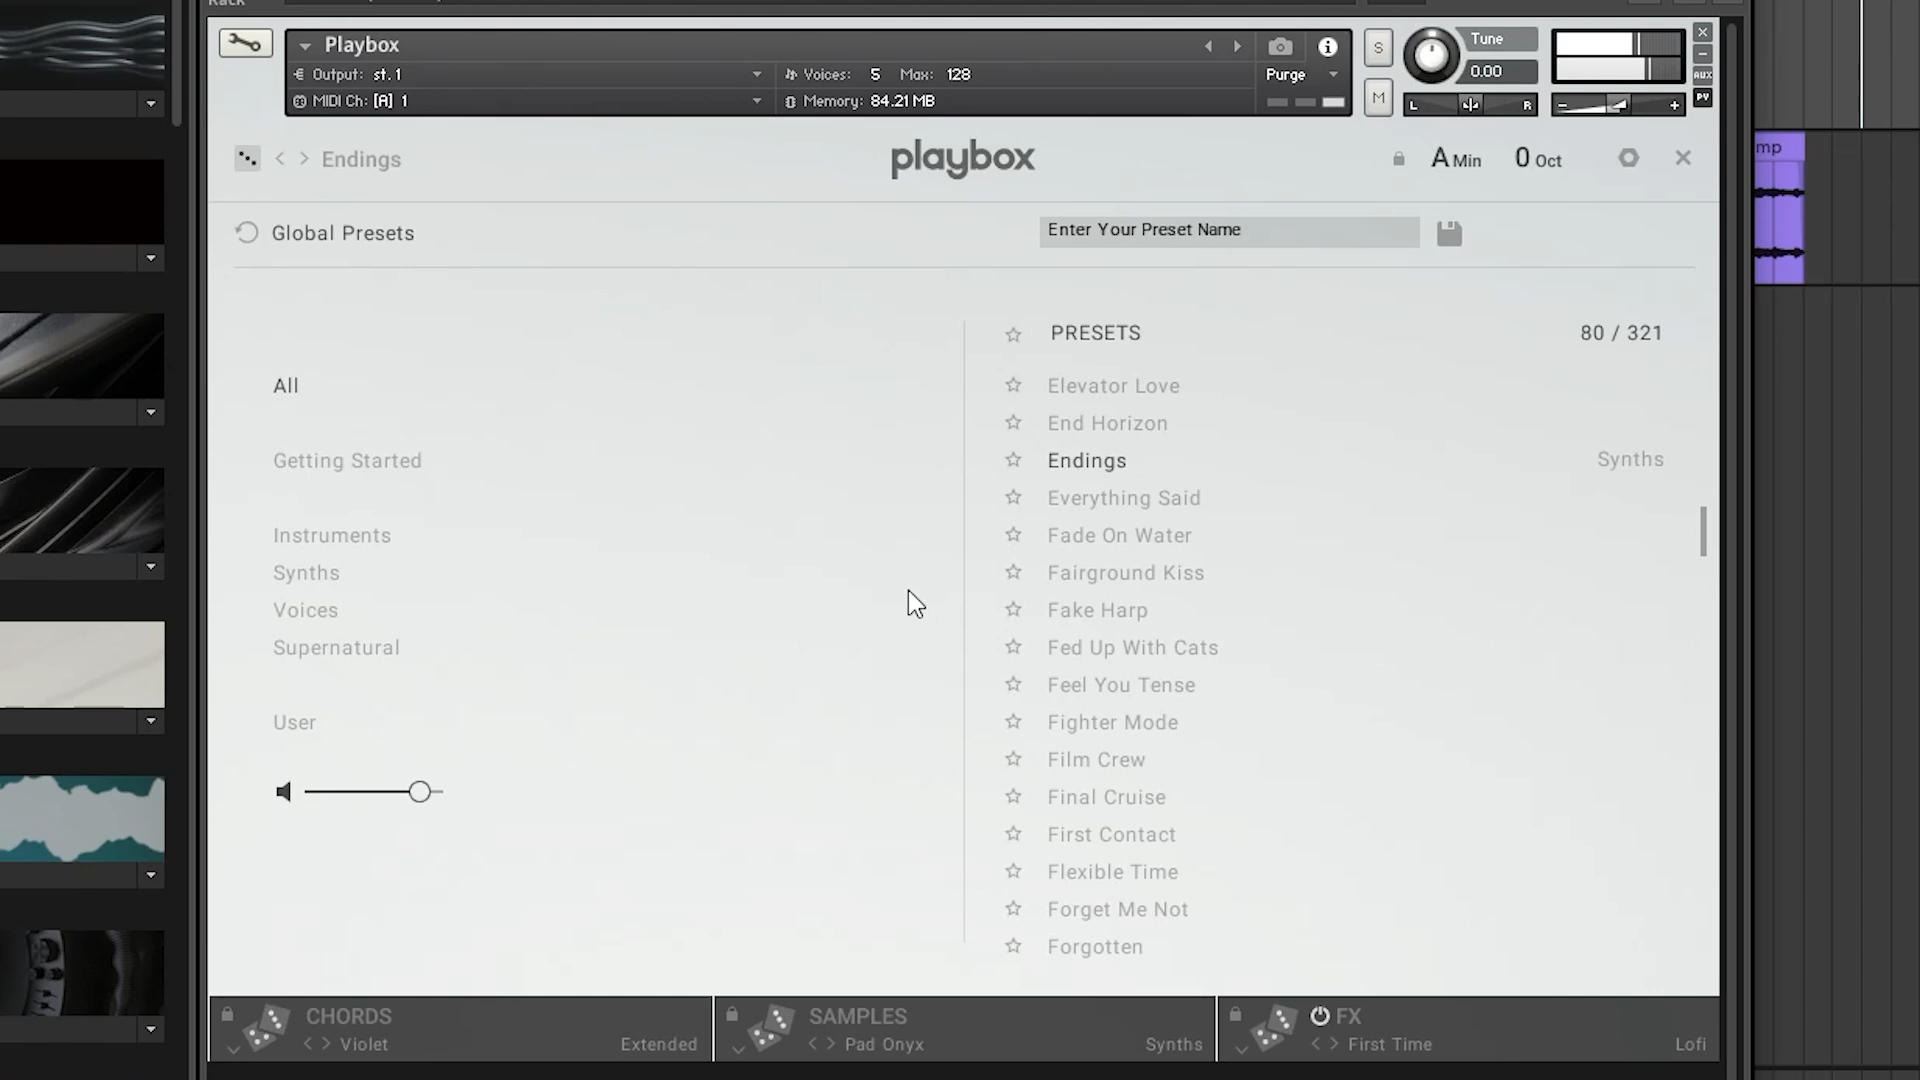 Playbox
Output: st. 1
Voices: 5 Max: 128
Purge
MIDI Ch: [A] 1
Memory: 84.21 MB
S
M
Tune
0.00
L
R
AUX
PV
Endings
playbox
A Min
0 Oct
mp
Global Presets
Enter Your Preset Name
PRESETS
80 / 321
All
Getting Started
Instruments
Synths
Voices
Supernatural
User
Elevator Love
End Horizon
Endings
Synths
Everything Said
Fade On Water
Fairground Kiss
Fake Harp
Fed Up With Cats
Feel You Tense
Fighter Mode
Film Crew
Final Cruise
First Contact
Flexible Time
Forget Me Not
Forgotten
CHORDS
Violet
Extended
SAMPLES
Pad Onyx
Synths
FX
First Time
Lofi